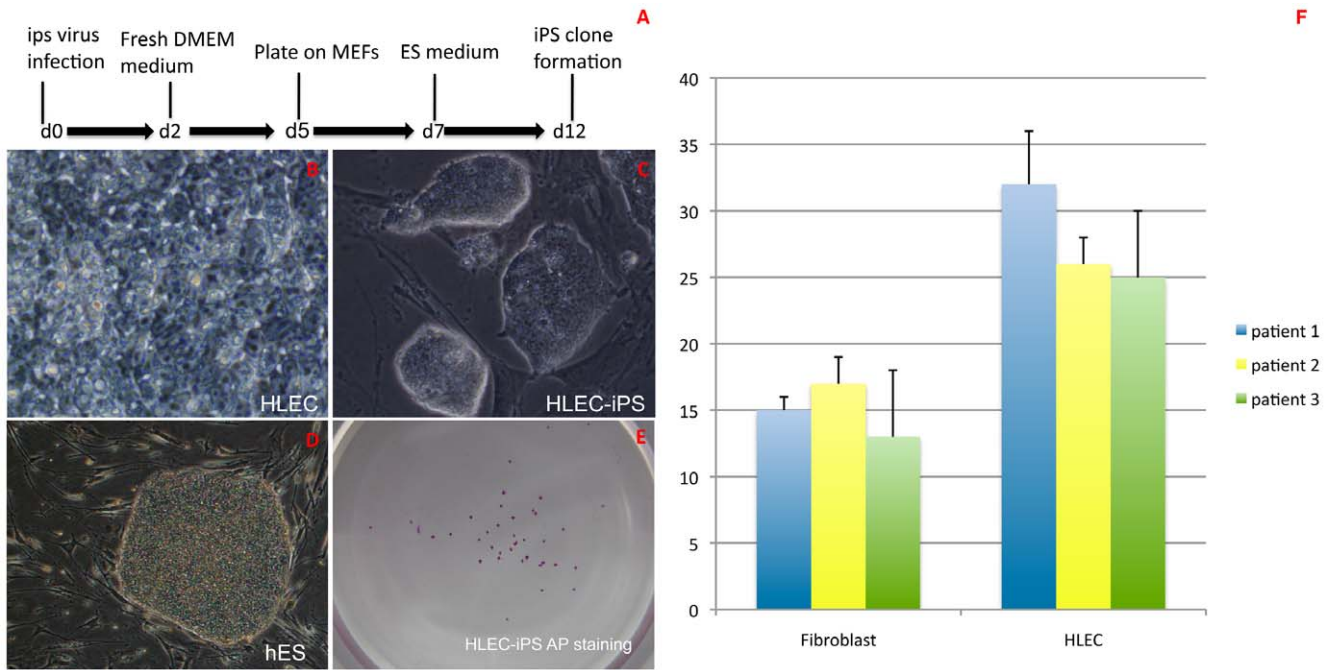 A
ips virus
infection
Fresh DMEM
medium
Plate on MEFs
ES medium
iPS clone
formation
d0
d2
d5
d7
d12
B
HLEC
C
HLEC-iPS
D
hES
E
HLEC-iPS AP staining
F
40
35
30
25
20
15
10
5
0
Fibroblast
HLEC
patient 1
patient 2
patient 3